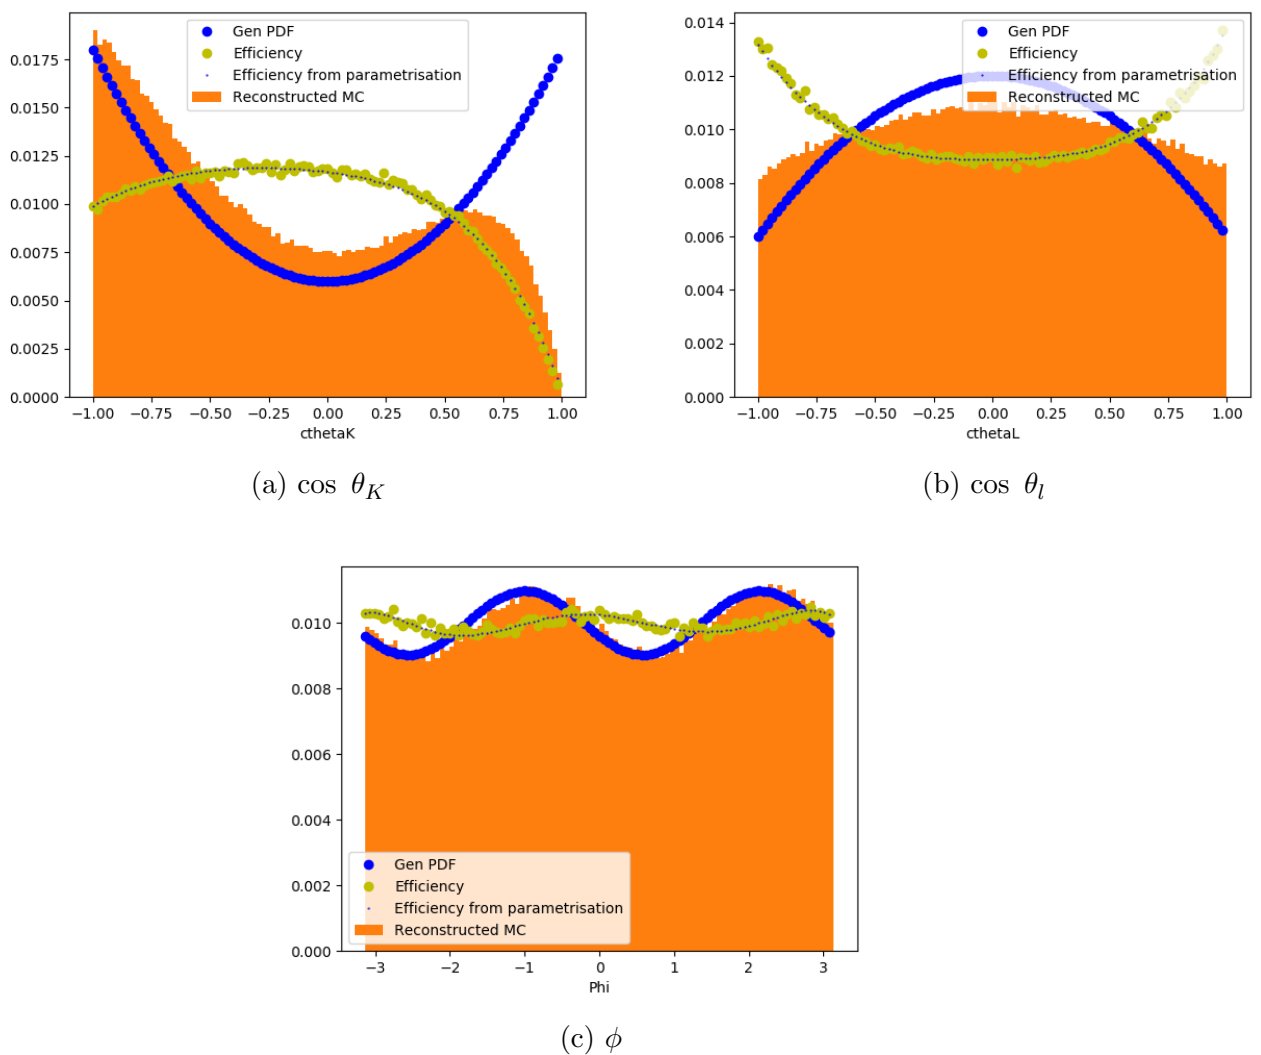 Gen PDF
Efficiency
Efficiency from parametrisation
Reconstructed MC
0.0175
0.0150
0.0125
0.0100
0.0075
0.0050
0.0025
0.0000
−1.00 −0.75 −0.50 −0.25 0.00 0.25 0.50 0.75 1.00
cthetaK
(a) cos θ_K
Gen PDF
Efficiency
Efficiency from parametrisation
Reconstructed MC
0.014
0.012
0.010
0.008
0.006
0.004
0.002
0.000
−1.00 −0.75 −0.50 −0.25 0.00 0.25 0.50 0.75 1.00
cthetaL
(b) cos θ_l
0.010
0.008
0.006
0.004
0.002
0.000
Gen PDF
Efficiency
Efficiency from parametrisation
Reconstructed MC
−3 −2 −1 0 1 2 3
Phi
(c) ϕ